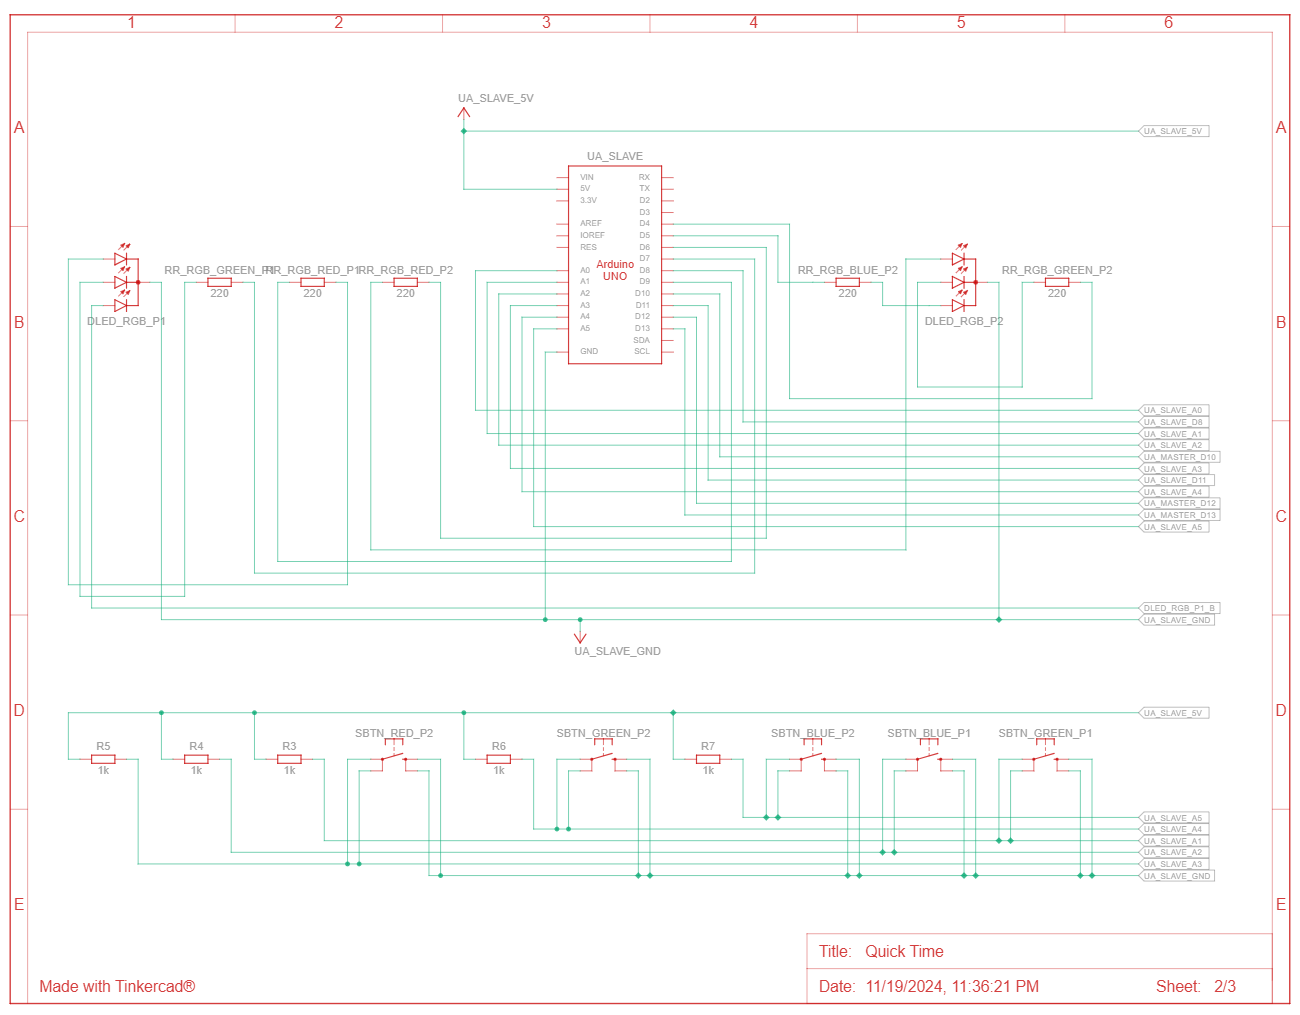 1 2 3 4 5 6
UA_SLAVE_5V
A A
UA_SLAVE_5V
UA_SLAVE
VIN RX
5V TX
3.3V D2
D3
AREF D4
IOREF D5
RES D6
D7
Arduino
UNO
A0 D8
A1 D9
A2 D10
A3 D11
A4 D12
A5 D13
SDA
GND SCL
RR_RGB_GREEN_P1 RR_RGB_RED_P1 RR_RGB_RED_P2 RR_RGB_BLUE_P2 RR_RGB_GREEN_P2
220 220 220 220 220
DLED_RGB_P1 DLED_RGB_P2
B B
UA_SLAVE_A0
UA_SLAVE_D8
UA_SLAVE_A1
UA_SLAVE_A2
UA_MASTER_D10
UA_SLAVE_A3
UA_SLAVE_D11
UA_SLAVE_A4
UA_MASTER_D12
UA_MASTER_D13
UA_SLAVE_A5
C C
DLED_RGB_P1_B
UA_SLAVE_GND
UA_SLAVE_GND
D D
UA_SLAVE_5V
SBTN_RED_P2 SBTN_GREEN_P2 SBTN_BLUE_P2 SBTN_BLUE_P1 SBTN_GREEN_P1
R5 R4 R3 R6 R7
1k 1k 1k 1k 1k
UA_SLAVE_A5
UA_SLAVE_A4
UA_SLAVE_A1
UA_SLAVE_A2
UA_SLAVE_A3
UA_SLAVE_GND
E E
Title: Quick Time
Made with Tinkercad®
Date: 11/19/2024, 11:36:21 PM Sheet: 2/3